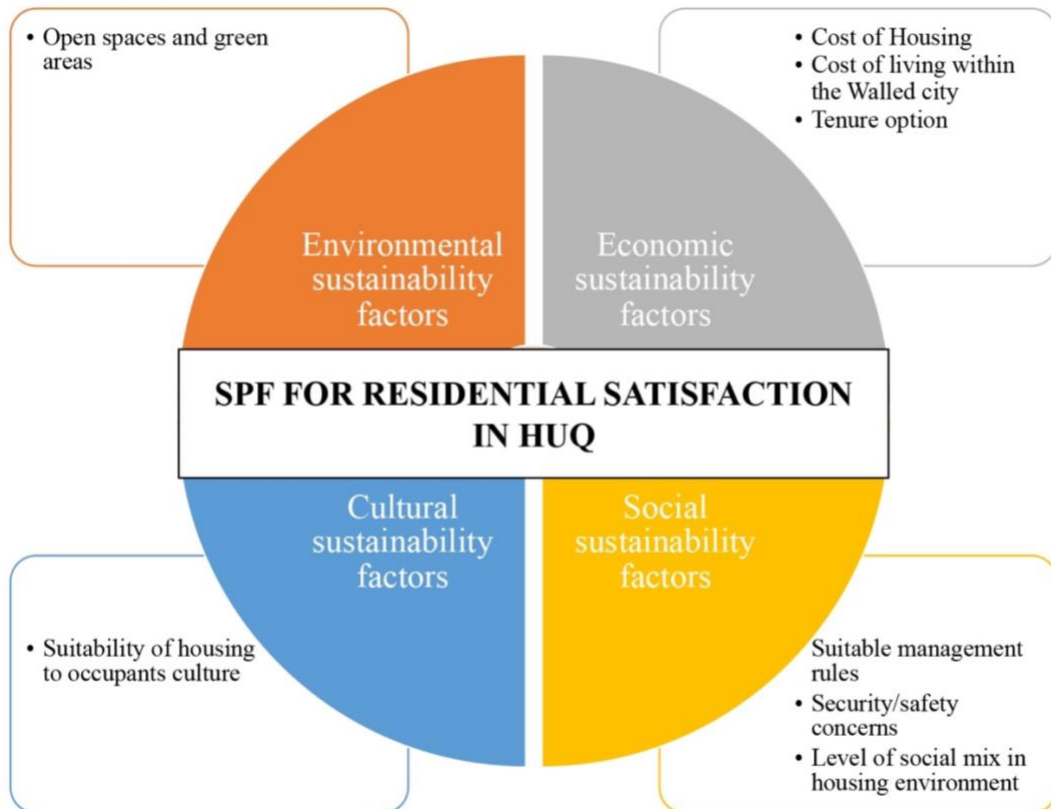 • Open spaces and green
areas
• Cost of Housing
• Cost of living within
the Walled city
• Tenure option
Environmental
sustainability
factors
Economic
sustainability
factors
SPF FOR RESIDENTIAL SATISFACTION
IN HUQ
Cultural
sustainability
factors
Social
sustainability
factors
• Suitability of housing
to occupants culture
Suitable management
rules
• Security/safety
concerns
• Level of social mix in
housing environment